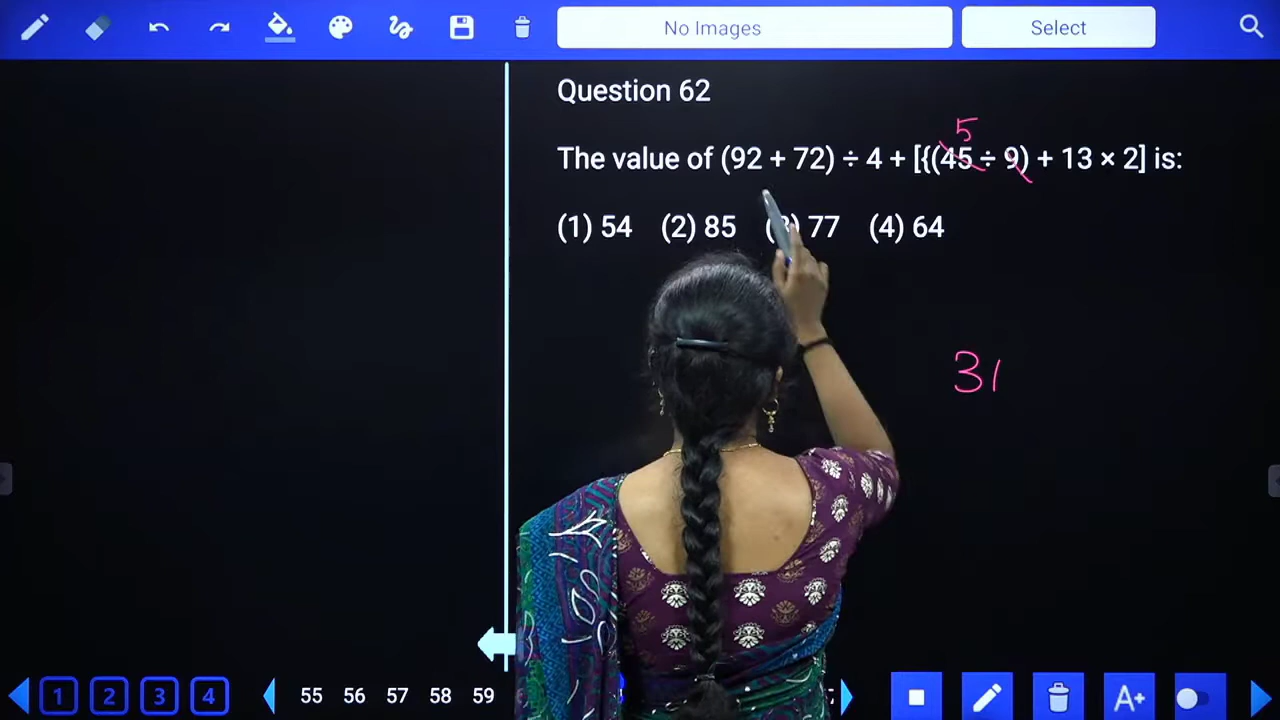 No Images
Select
Question 62
5
The value of (92 + 72) ÷ 4 + [{(45 ÷ 9) + 13 × 2] is:
(1) 54 (2) 85 (3) 77 (4) 64
31
1 2 3 4 55 56 57 58 59 A+